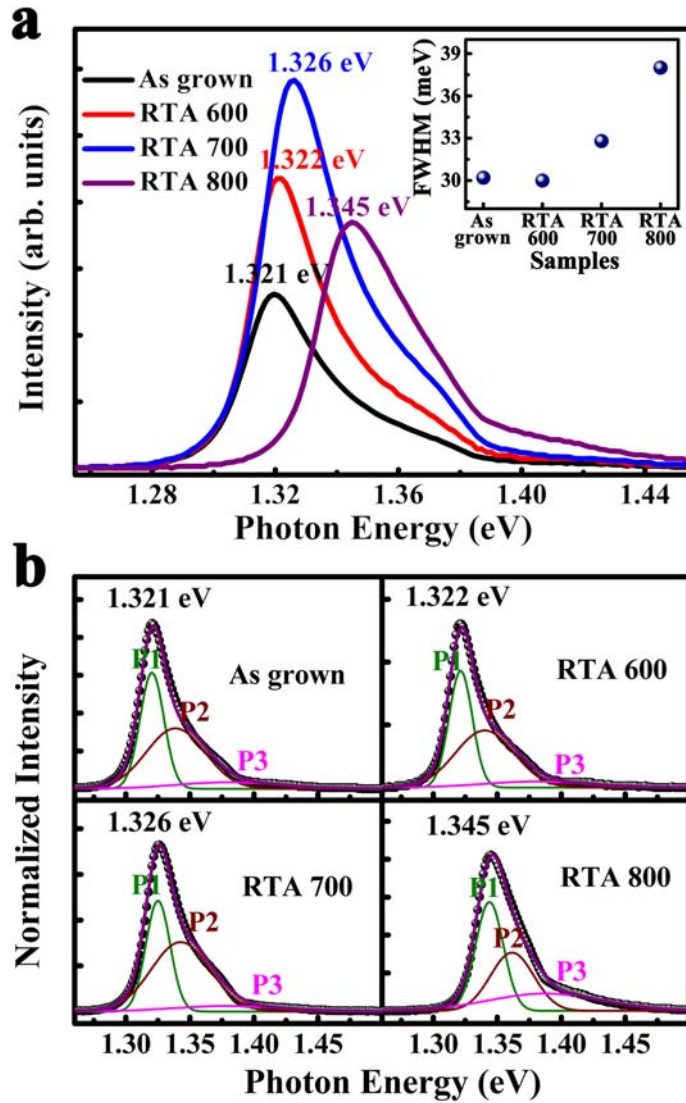 a
1.326 eV
As grown
RTA 600
RTA 700
RTA 800
1.322 eV
1.345 eV
1.321 eV
Intensity (arb. units)
1.28 1.32 1.36 1.40 1.44
Photon Energy (eV)
FWHM (meV)
39
36
33
30
As grown
RTA 600
RTA 700
RTA 800
Samples
b
Normalized Intensity
1.321 eV
P1
P2
P3
As grown
1.322 eV
P1
P2
P3
RTA 600
1.326 eV
P1
P2
P3
RTA 700
1.345 eV
P1
P2
P3
RTA 800
1.30 1.35 1.40 1.45 1.30 1.35 1.40 1.45
Photon Energy (eV)